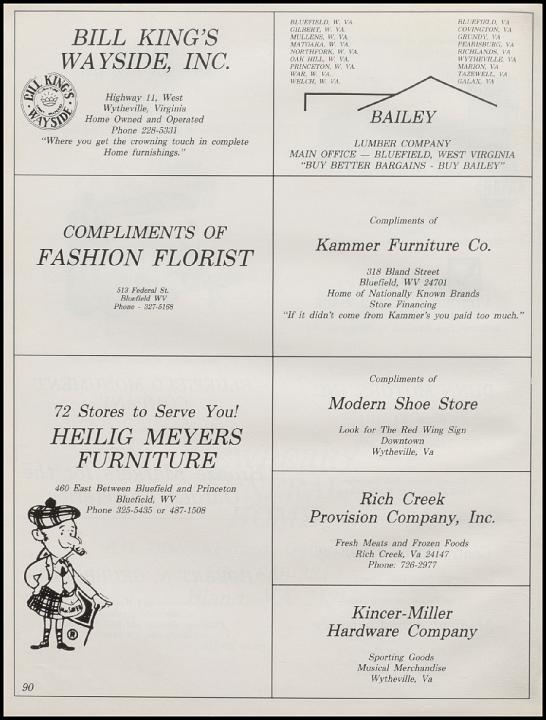 BILL KING'S
WAYSIDE, INC.
BILL KING'S
WAYSIDE
Highway 11, West
Wytheville, Virginia
Home Owned and Operated
Phone 228-5331
"Where you get the crowning touch in complete
Home furnishings."
BLUEFIELD, W. VA.
GILBERT, W. VA.
MULLENS, W. VA.
MATOAKA, W. VA.
NORTHFORK, W. VA.
OAK HILL, W. VA.
PRINCETON, W. VA.
WAR, W. VA.
WELCH, W. VA.
BLUEFIELD, VA
COVINGTON, VA
GRUNDY, VA
PEARISBURG, VA
RICHLANDS, VA
WYTHEVILLE, VA
MARION, VA
TAZEWELL, VA
GALAX, VA
BAILEY
LUMBER COMPANY
MAIN OFFICE — BLUEFIELD, WEST VIRGINIA
"BUY BETTER BARGAINS - BUY BAILEY"
COMPLIMENTS OF
FASHION FLORIST
513 Federal St.
Bluefield WV
Phone - 327-5168
Compliments of
Kammer Furniture Co.
318 Bland Street
Bluefield, WV 24701
Home of Nationally Known Brands
Store Financing
"If it didn't come from Kammer's you paid too much."
72 Stores to Serve You!
HEILIG MEYERS
FURNITURE
460 East Between Bluefield and Princeton
Bluefield, WV
Phone 325-5435 or 487-1508
®
Compliments of
Modern Shoe Store
Look for The Red Wing Sign
Downtown
Wytheville, Va
Rich Creek
Provision Company, Inc.
Fresh Meats and Frozen Foods
Rich Creek, Va 24147
Phone: 726-2977
Kincer-Miller
Hardware Company
Sporting Goods
Musical Merchandise
Wytheville, Va
90